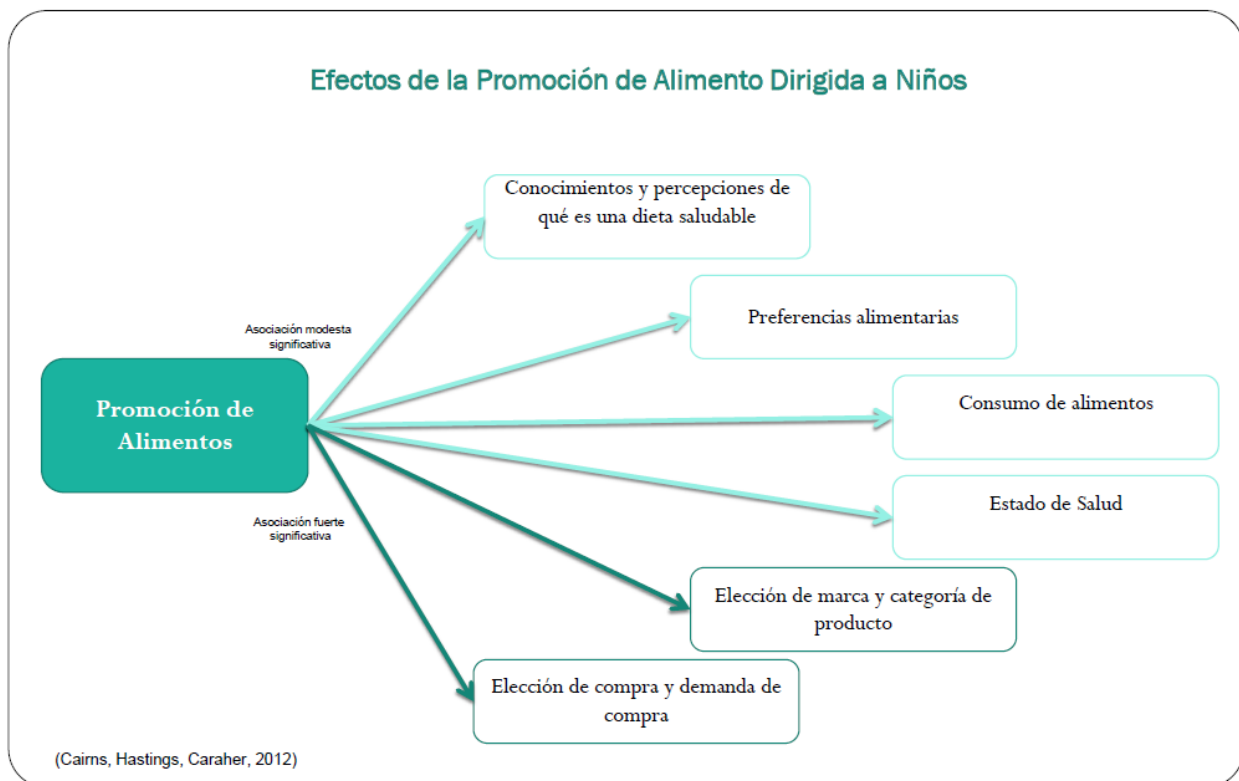 Efectos de la Promoción de Alimento Dirigida a Niños
Conocimientos y percepciones de
qué es una dieta saludable
Preferencias alimentarias
Asociación modesta
significativa
Consumo de alimentos
Promoción de
Alimentos
Estado de Salud
Asociación fuerte
significativa
Elección de marca y categoría de
producto
Elección de compra y demanda de
compra
(Cairns, Hastings, Caraher, 2012)